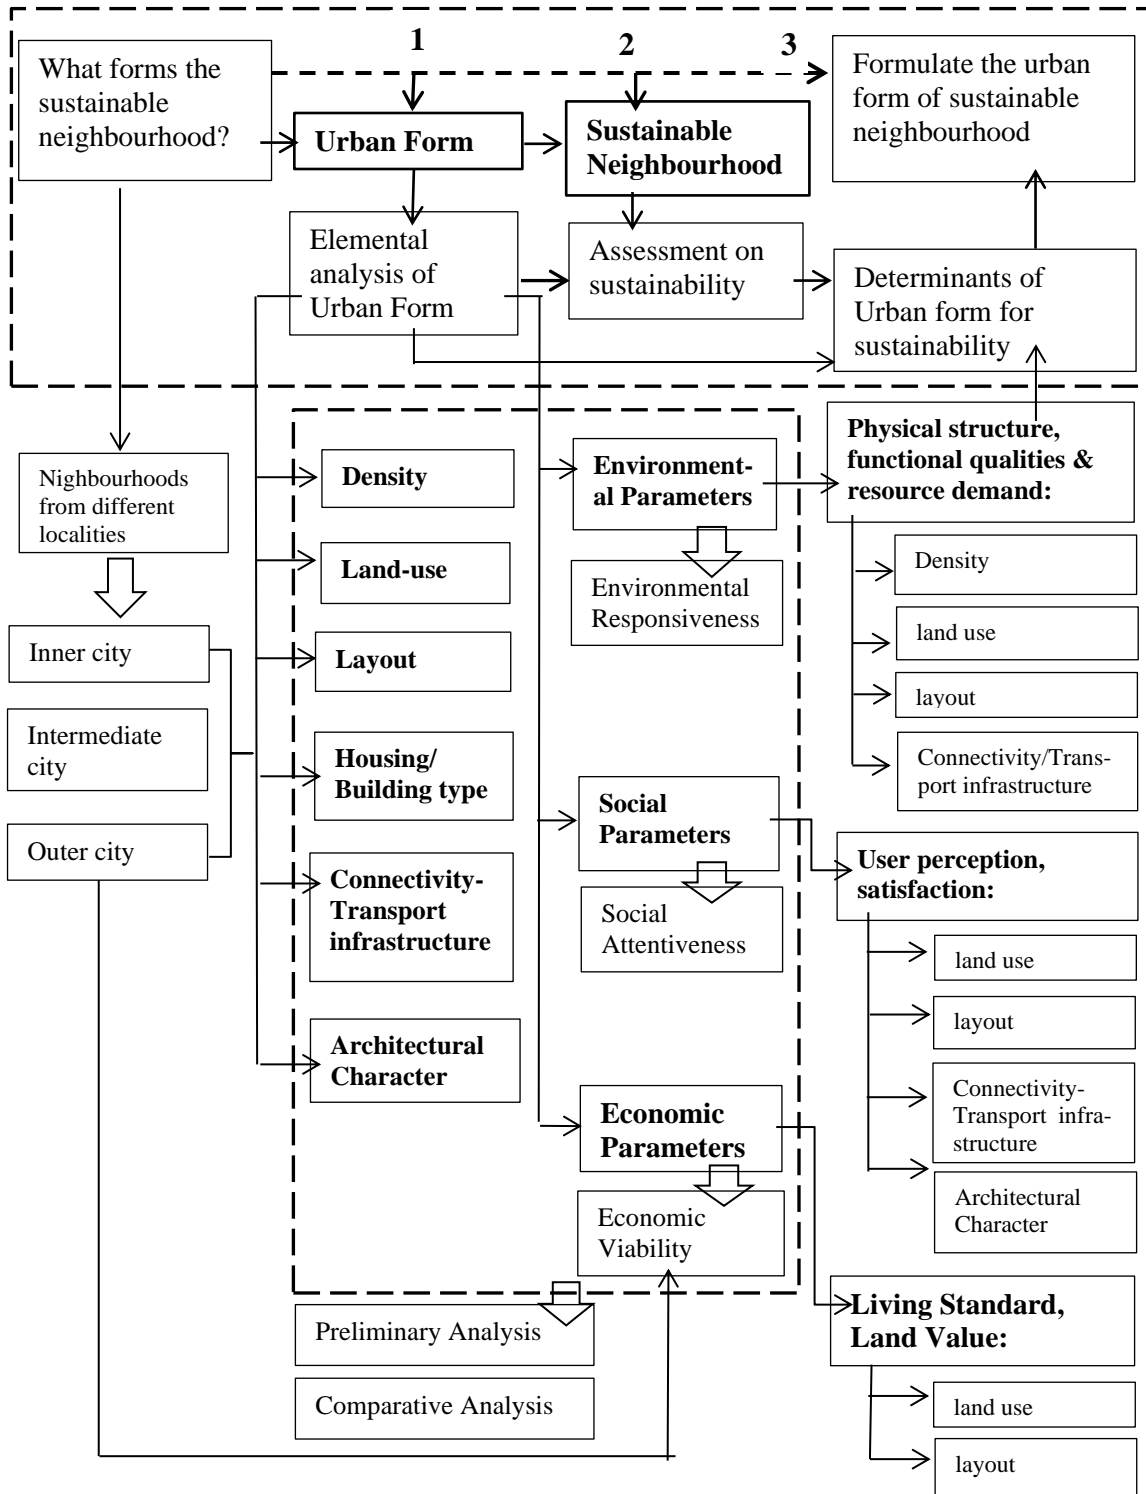 1
2
3
What forms the
sustainable
neighbourhood?
Urban Form
Sustainable
Neighbourhood
Formulate the urban
form of sustainable
neighbourhood
Elemental
analysis of
Urban Form
Assessment on
sustainability
Determinants of
Urban form for
sustainability
Nighbourhoods
from different
localities
Inner city
Intermediate
city
Outer city
Density
Land-use
Layout
Housing/
Building type
Connectivity-
Transport
infrastructure
Architectural
Character
Environment-
al Parameters
Environmental
Responsiveness
Social
Parameters
Social
Attentiveness
Economic
Parameters
Economic
Viability
Preliminary Analysis
Comparative Analysis
Physical structure,
functional qualities &
resource demand:
Density
land use
layout
Connectivity/Trans-
port infrastructure
User perception,
satisfaction:
land use
layout
Connectivity-
Transport infra-
structure
Architectural
Character
Living Standard,
Land Value:
land use
layout